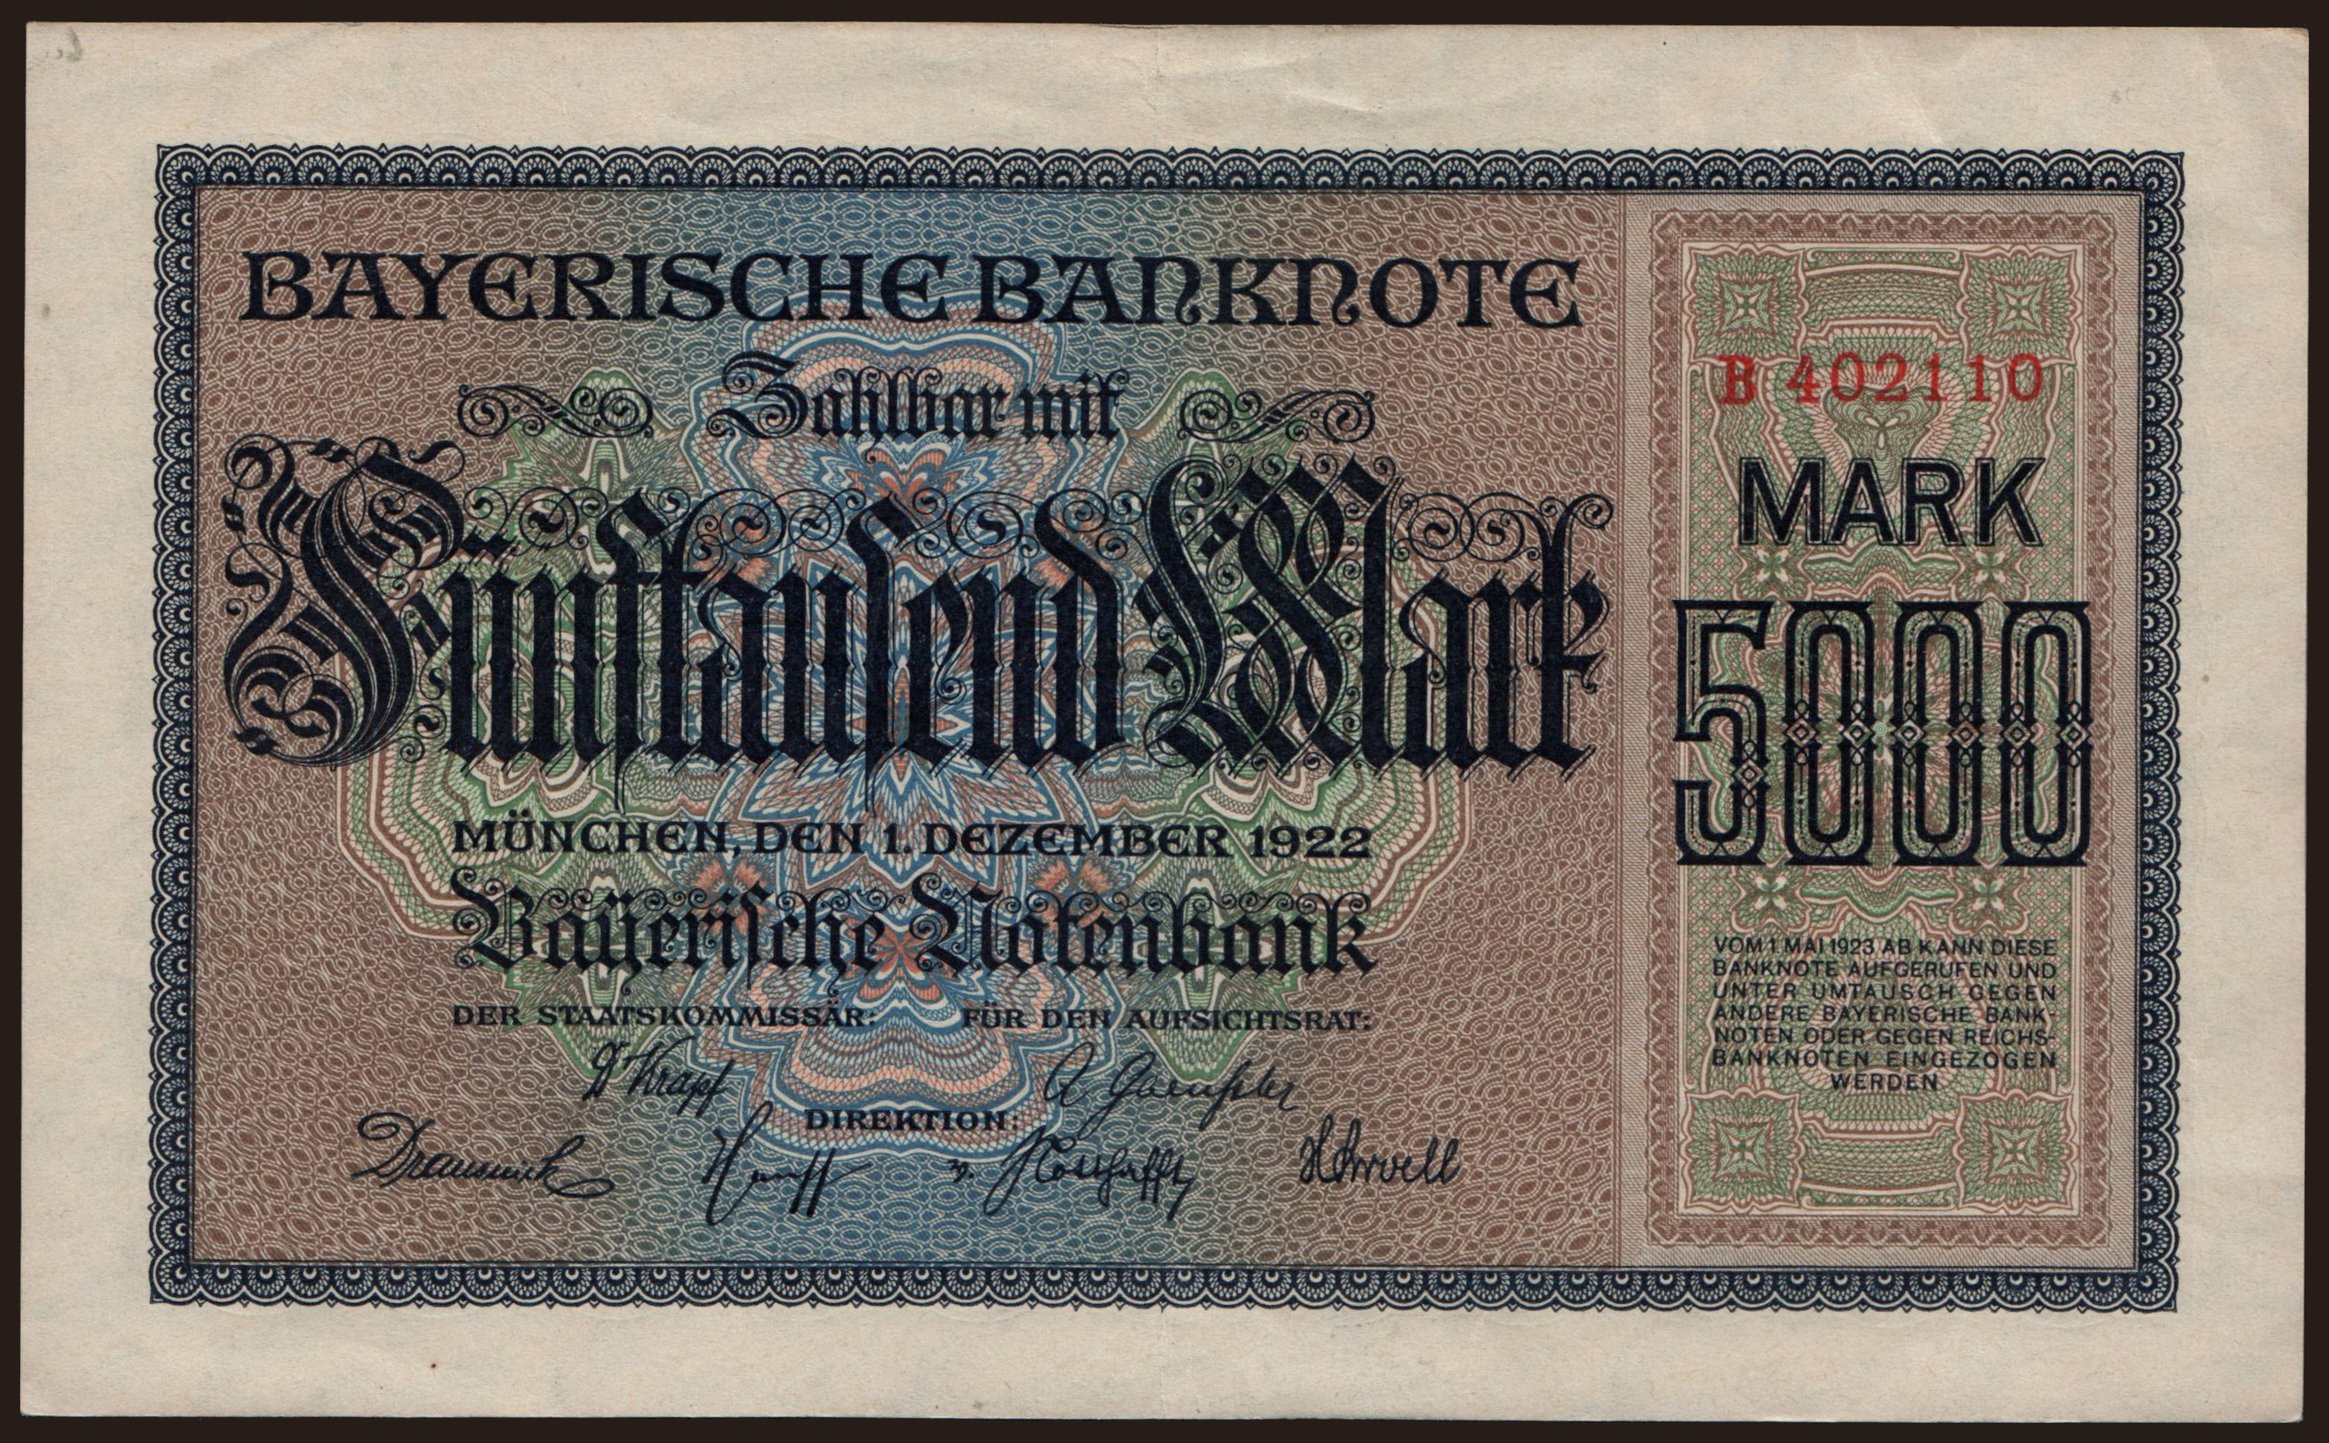 BAYERISCHE BANKNOTE
Zahlbar mit
Fünftausend Mark
MÜNCHEN, DEN 1. DEZEMBER 1922
Bayerische Notenbank
DER STAATSKOMMISSÄR: FÜR DEN AUFSICHTSRAT:
Dr Krapf
DIREKTION:
B 402110
MARK
5000
VOM 1. MAI 1923 AB KANN DIESE
BANKNOTE AUFGERUFEN UND
UNTER UMTAUSCH GEGEN
ANDERE BAYERISCHE BANK-
NOTEN ODER GEGEN REICHS-
BANKNOTEN EINGEZOGEN
WERDEN